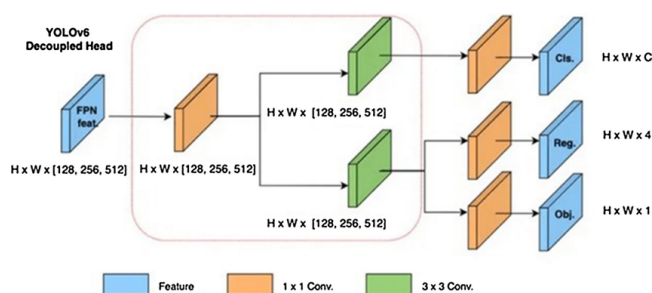 YOLOv6
Decoupled Head
FPN
feat.
H x W x [128, 256, 512]
H x W x [128, 256, 512]
H x W x [128, 256, 512]
H x W x [128, 256, 512]
Cls.
H x W x C
Reg.
H x W x 4
Obj.
H x W x 1
Feature
1 x 1 Conv.
3 x 3 Conv.